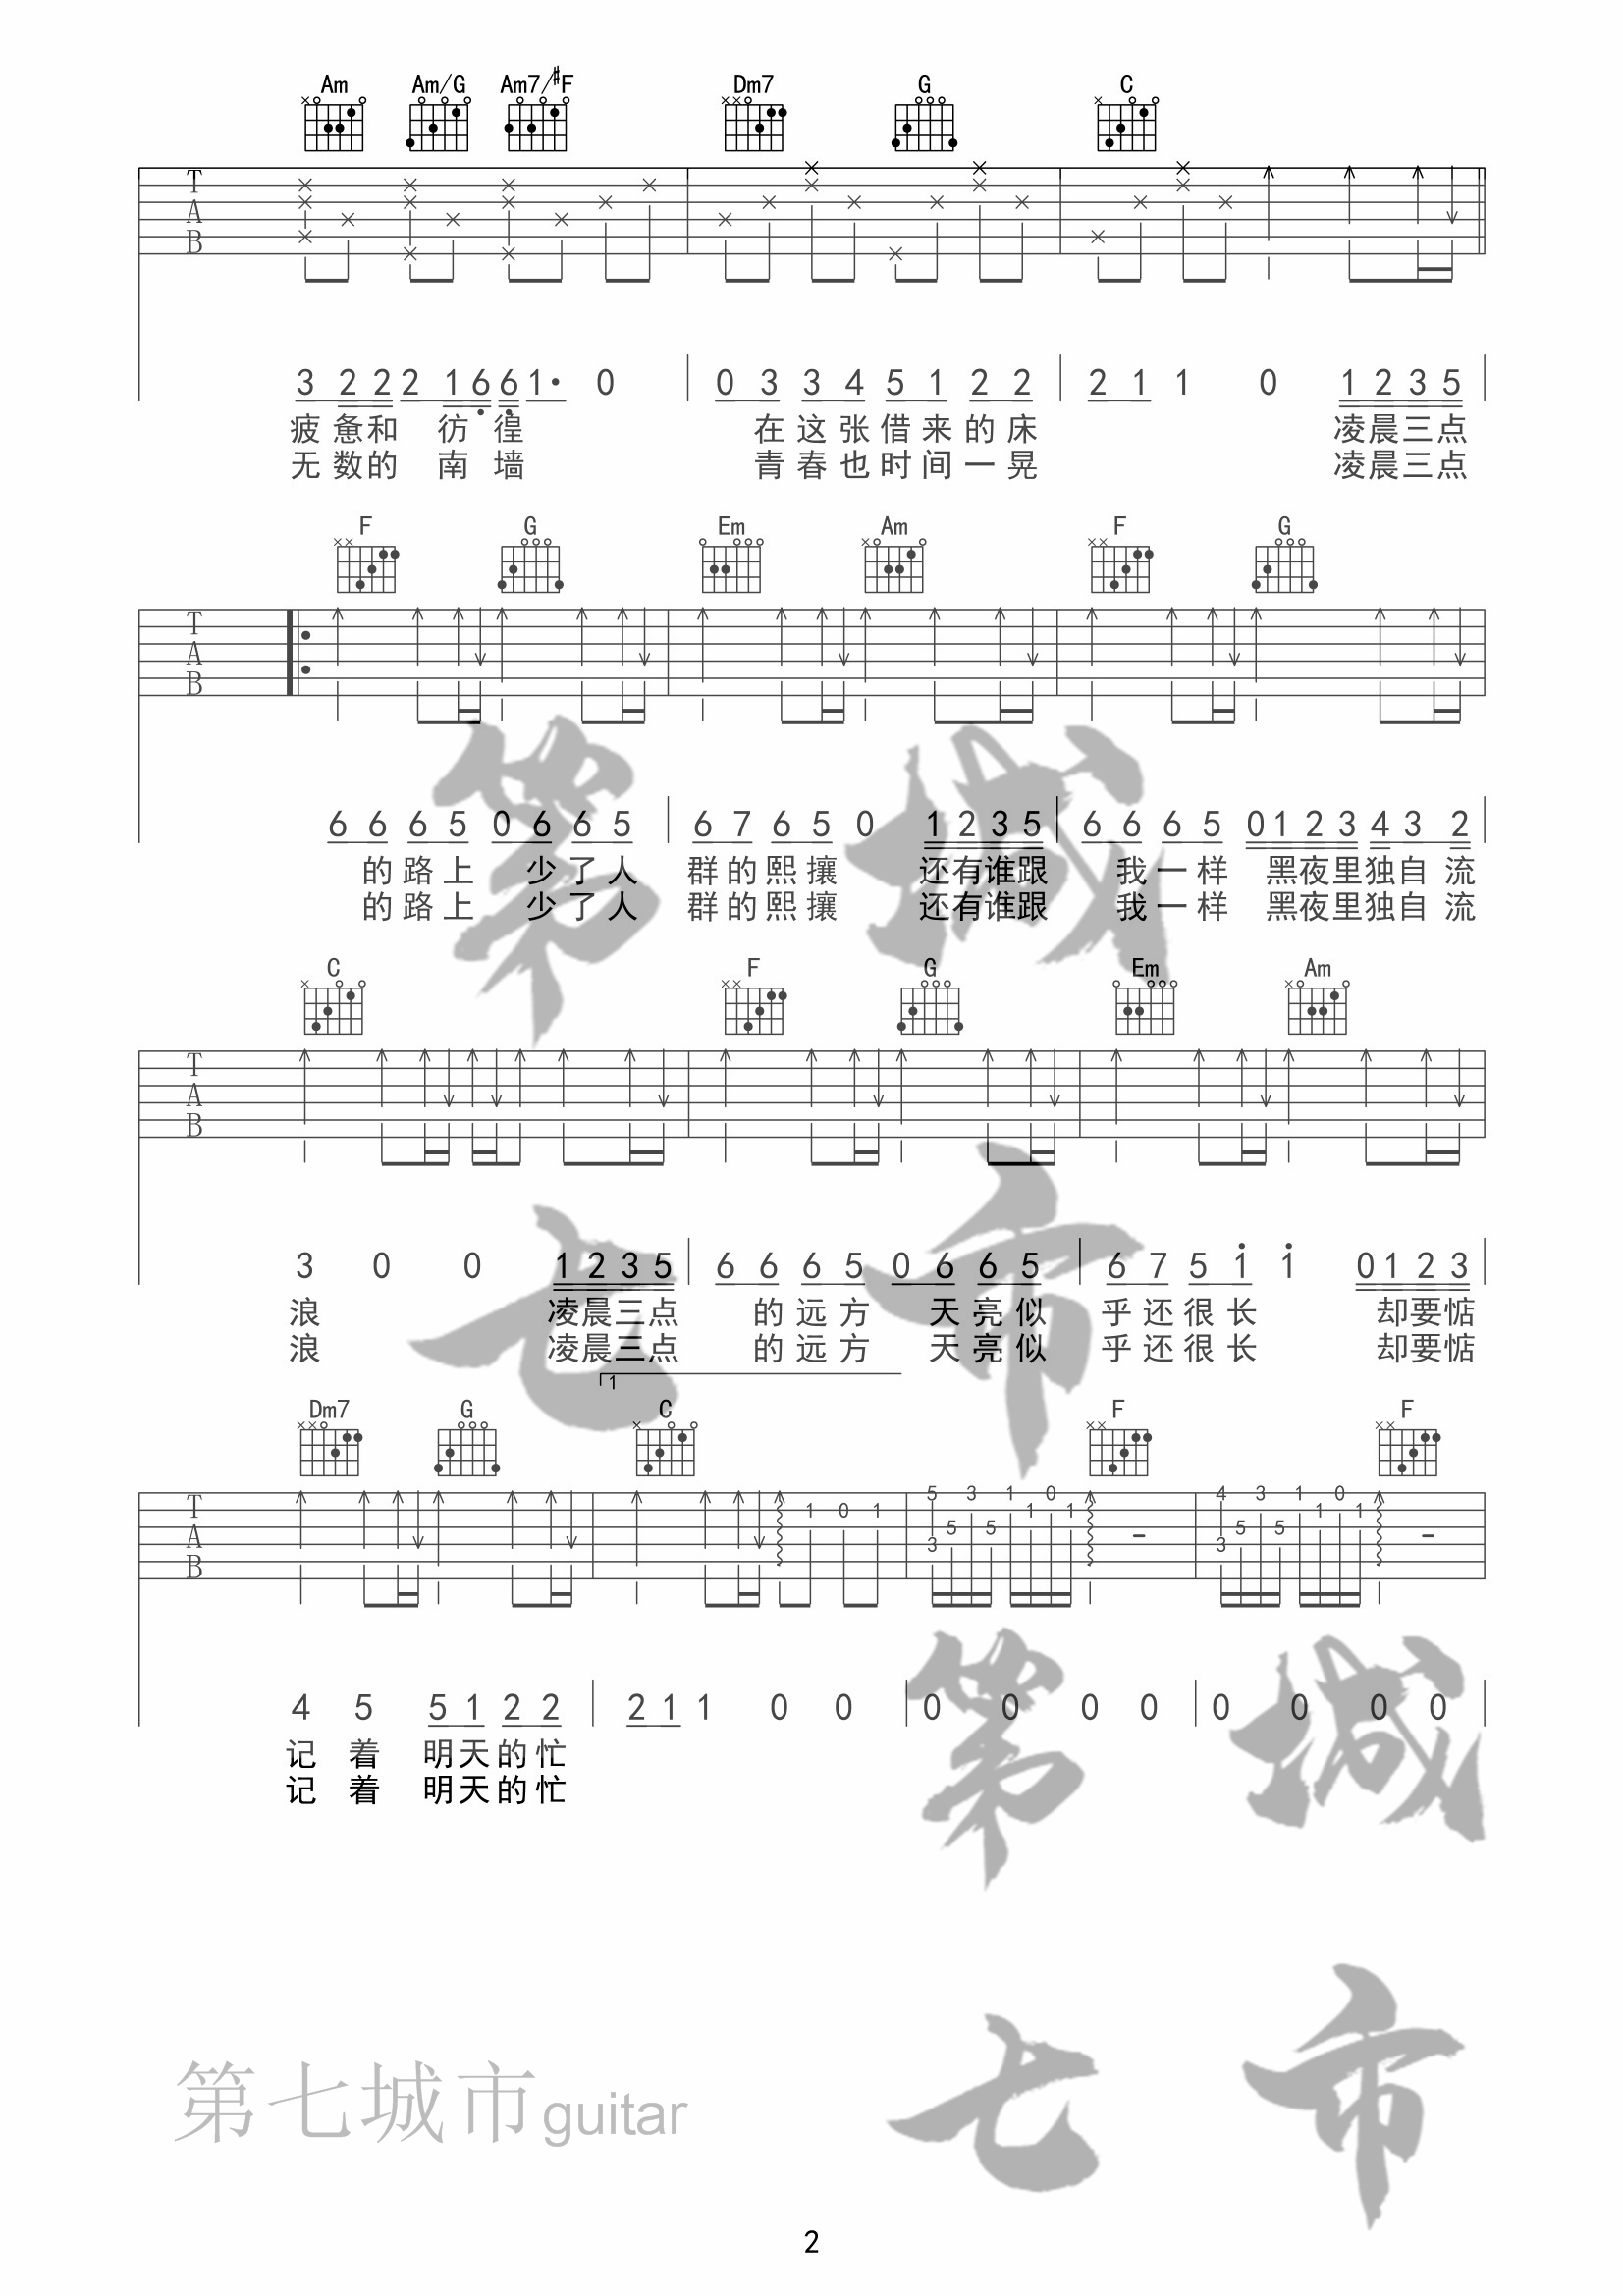 Am Am/G Am7/#F Dm7 G C
T
A
B
3 2 2 2 1 6 6 1· 0 0 3 3 4 5 1 2 2 2 1 1 0 1 2 3 5
疲惫和 彷 徨 在这张借来的床 凌晨三点
无数的 南 墙 青春也时间一晃 凌晨三点
F G Em Am F G
T
A
B
6 6 6 5 0 6 6 5 6 7 6 5 0 1 2 3 5 6 6 6 5 0 1 2 3 4 3 2
的路上 少了人 群的熙攘 还有谁跟 我一样 黑夜里独自流
的路上 少了人 群的熙攘 还有谁跟 我一样 黑夜里独自流
C F G Em Am
T
A
B
3 0 0 1 2 3 5 6 6 6 5 0 6 6 5 6 7 5 1 1 0 1 2 3
浪 凌晨三点 的远方 天亮似 乎还很长 却要惦
浪 凌晨三点 的远方 天亮似 乎还很长 却要惦
1
Dm7 G C F F
T
A
B
1 0 1 5 3 5 3 5 1 1 0 1 - 4 3 5 3 5 1 1 0 1 -
4 5 5 1 2 2 2 1 1 0 0 0 0 0 0 0 0 0 0
记 着 明天的忙
记 着 明天的忙
第 城
七 市
第 城
七 市
第七城市guitar
2